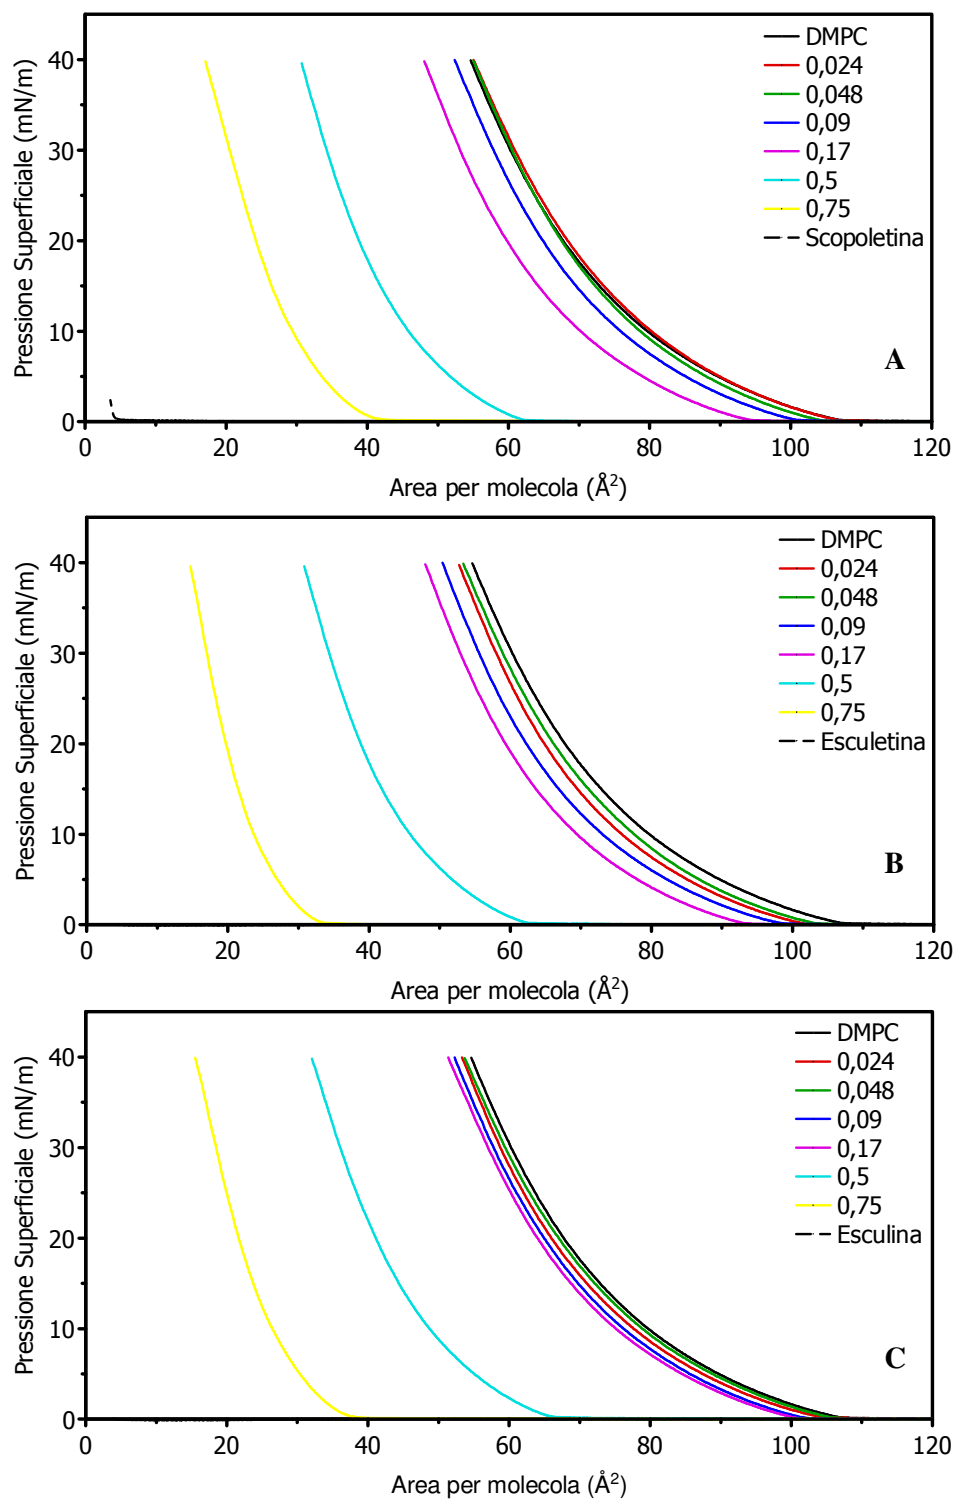 Pressione Superficiale (mN/m)
40
30
20
10
0
0 20 40 60 80 100 120
Area per molecola (Å²)
DMPC
0,024
0,048
0,09
0,17
0,5
0,75
Scopoletina
A
Pressione Superficiale (mN/m)
40
30
20
10
0
0 20 40 60 80 100 120
Area per molecola (Å²)
DMPC
0,024
0,048
0,09
0,17
0,5
0,75
Esculetina
B
Pressione Superficiale (mN/m)
40
30
20
10
0
0 20 40 60 80 100 120
Area per molecola (Å²)
DMPC
0,024
0,048
0,09
0,17
0,5
0,75
Esculina
C